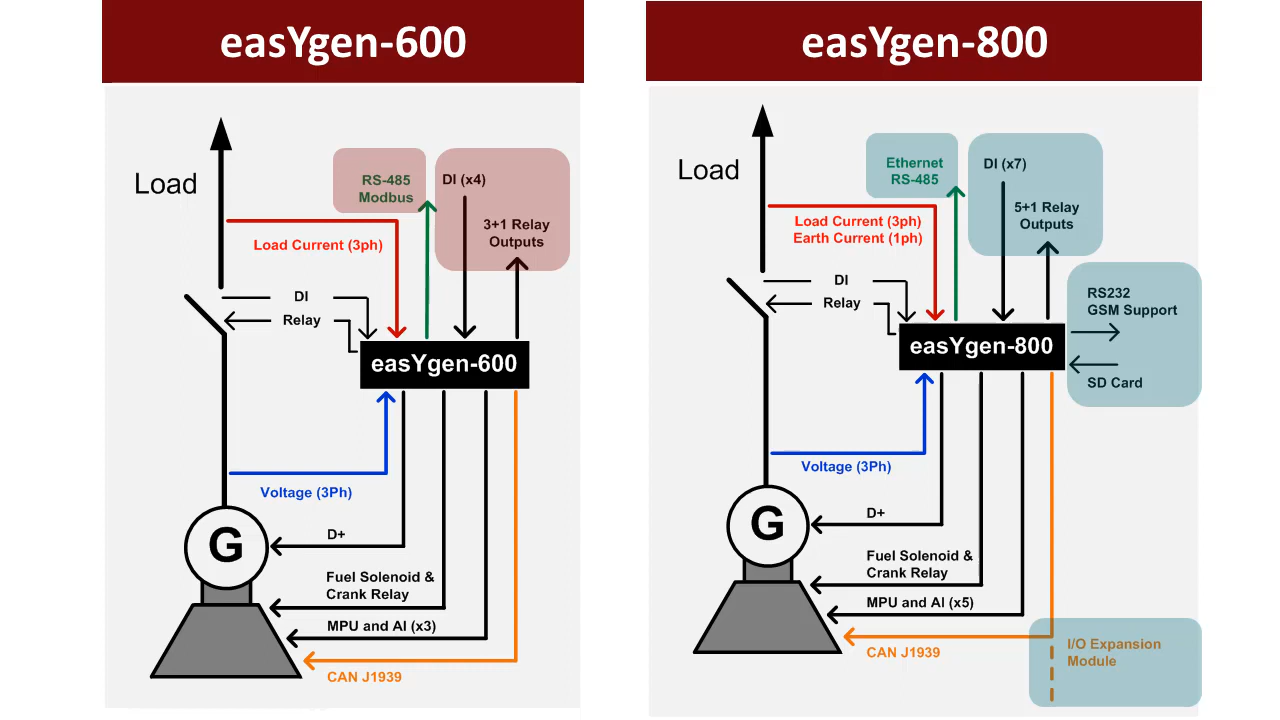 easYgen-600
Load
RS-485
Modbus
DI (x4)
3+1 Relay
Outputs
Load Current (3ph)
DI
Relay
easYgen-600
Voltage (3Ph)
G
D+
Fuel Solenoid &
Crank Relay
MPU and AI (x3)
CAN J1939
easYgen-800
Load
Ethernet
RS-485
DI (x7)
5+1 Relay
Outputs
Load Current (3ph)
Earth Current (1ph)
DI
Relay
RS232
GSM Support
easYgen-800
SD Card
Voltage (3Ph)
G
D+
Fuel Solenoid &
Crank Relay
MPU and AI (x5)
CAN J1939
I/O Expansion
Module